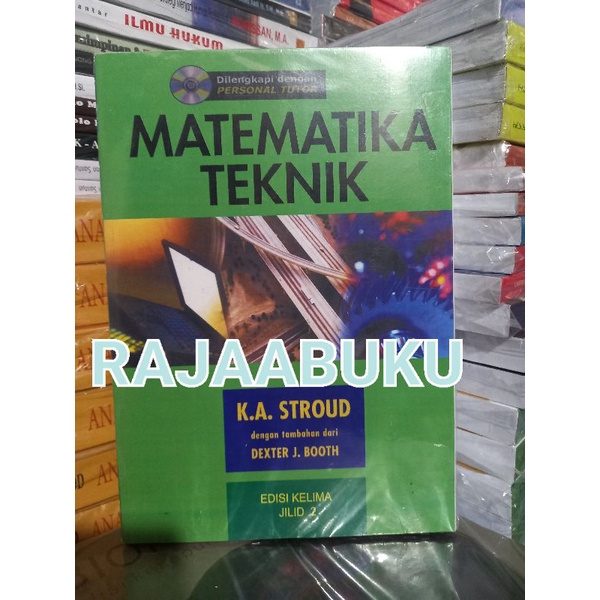 ILMU HUKUM
Dilengkapi dengan
PERSONAL TUTOR
MATEMATIKA
TEKNIK
RAJAABUKU
K.A. STROUD
dengan tambahan dari
DEXTER J. BOOTH
EDISI KELIMA
JILID 2